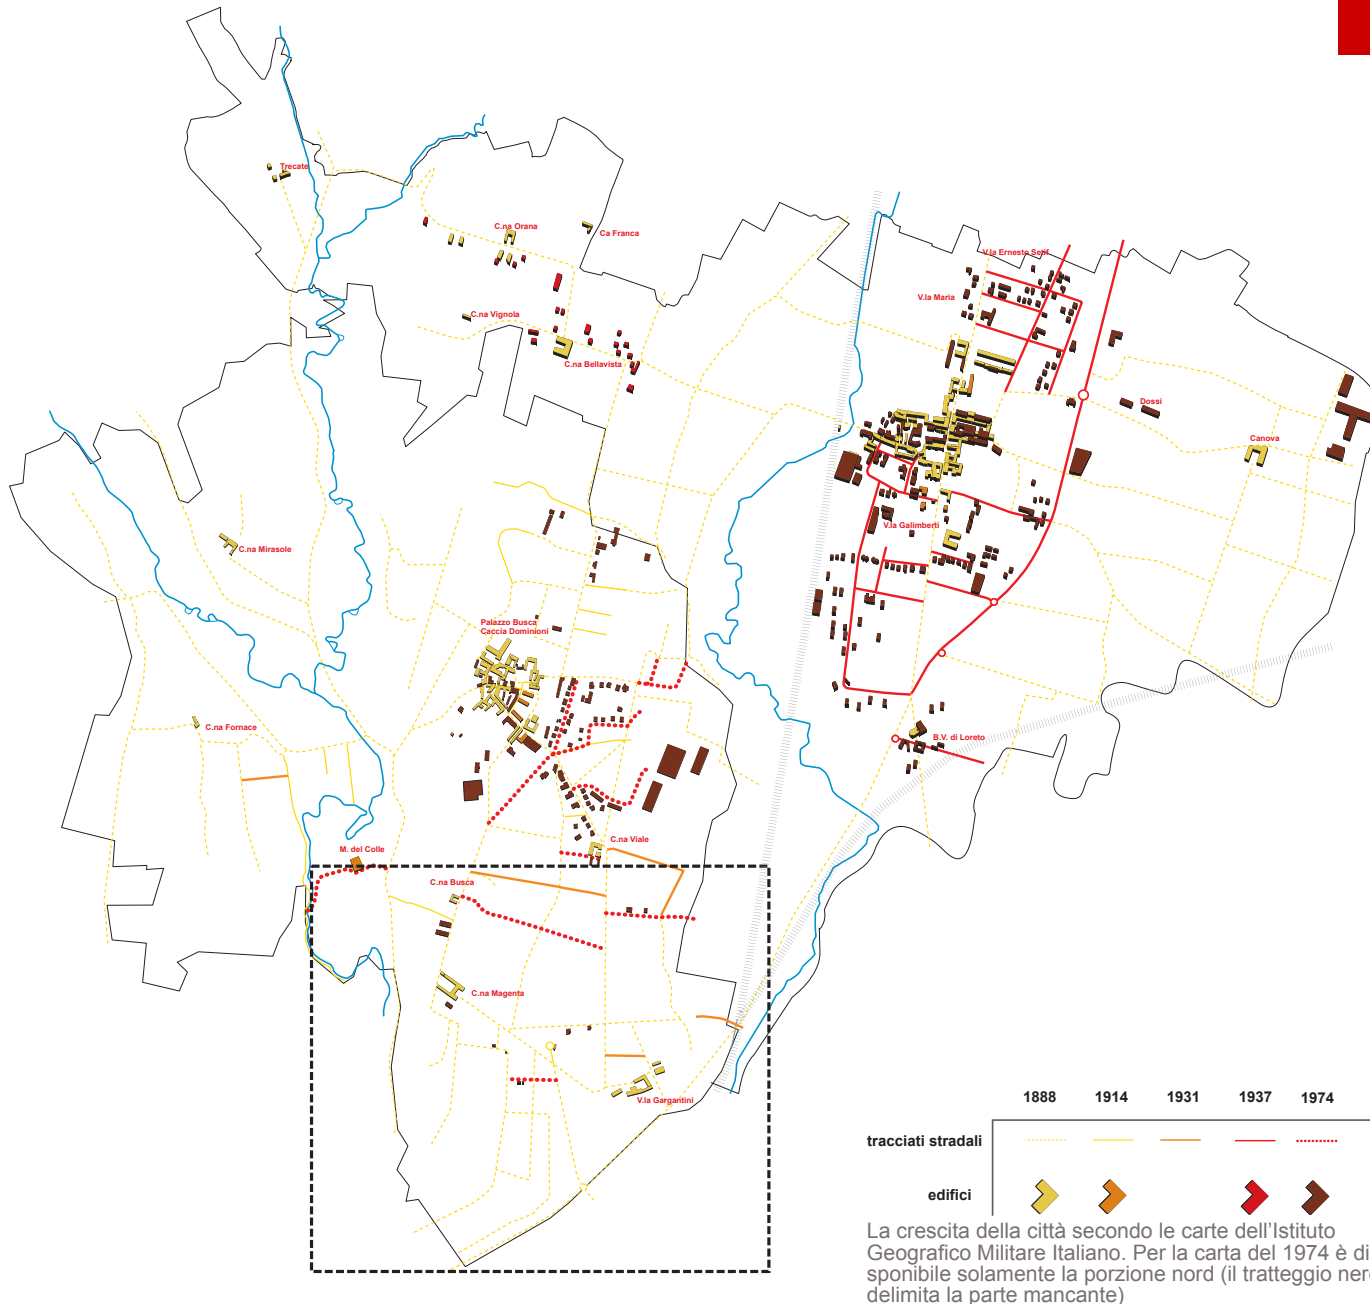 Trecate
C.na Orana
Ca Franca
V.la Ernesto Setif
V.la Maria
C.na Vignola
C.na Bellavista
Dossi
Canova
V.la Galimberti
C.na Mirasole
Palazzo Busca
Caccia Dominioni
C.na Fornace
B.V. di Loreto
C.na Viale
M. del Colle
C.na Busca
C.na Magenta
V.la Gargantini
1888 1914 1931 1937 1974
tracciati stradali
edifici
La crescita della città secondo le carte dell'Istituto
Geografico Militare Italiano. Per la carta del 1974 è di
sponibile solamente la porzione nord (il tratteggio ner
delimita la parte mancante)